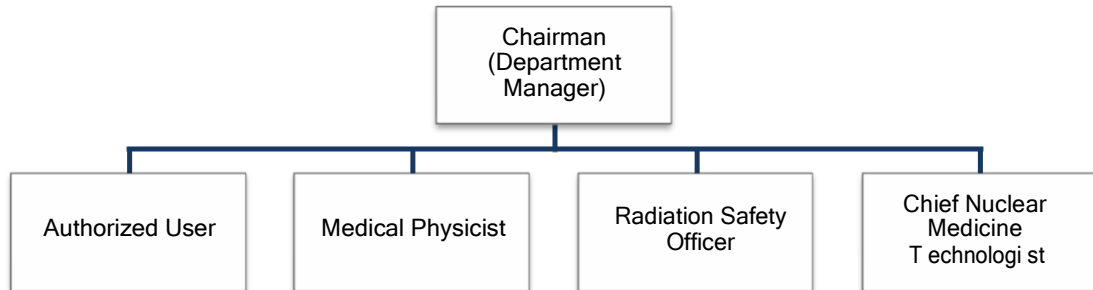 Chairman
(Department
Manager)
Authorized User
Medical Physicist
Radiation Safety
Officer
Chief Nuclear
Medicine
T echnologi st